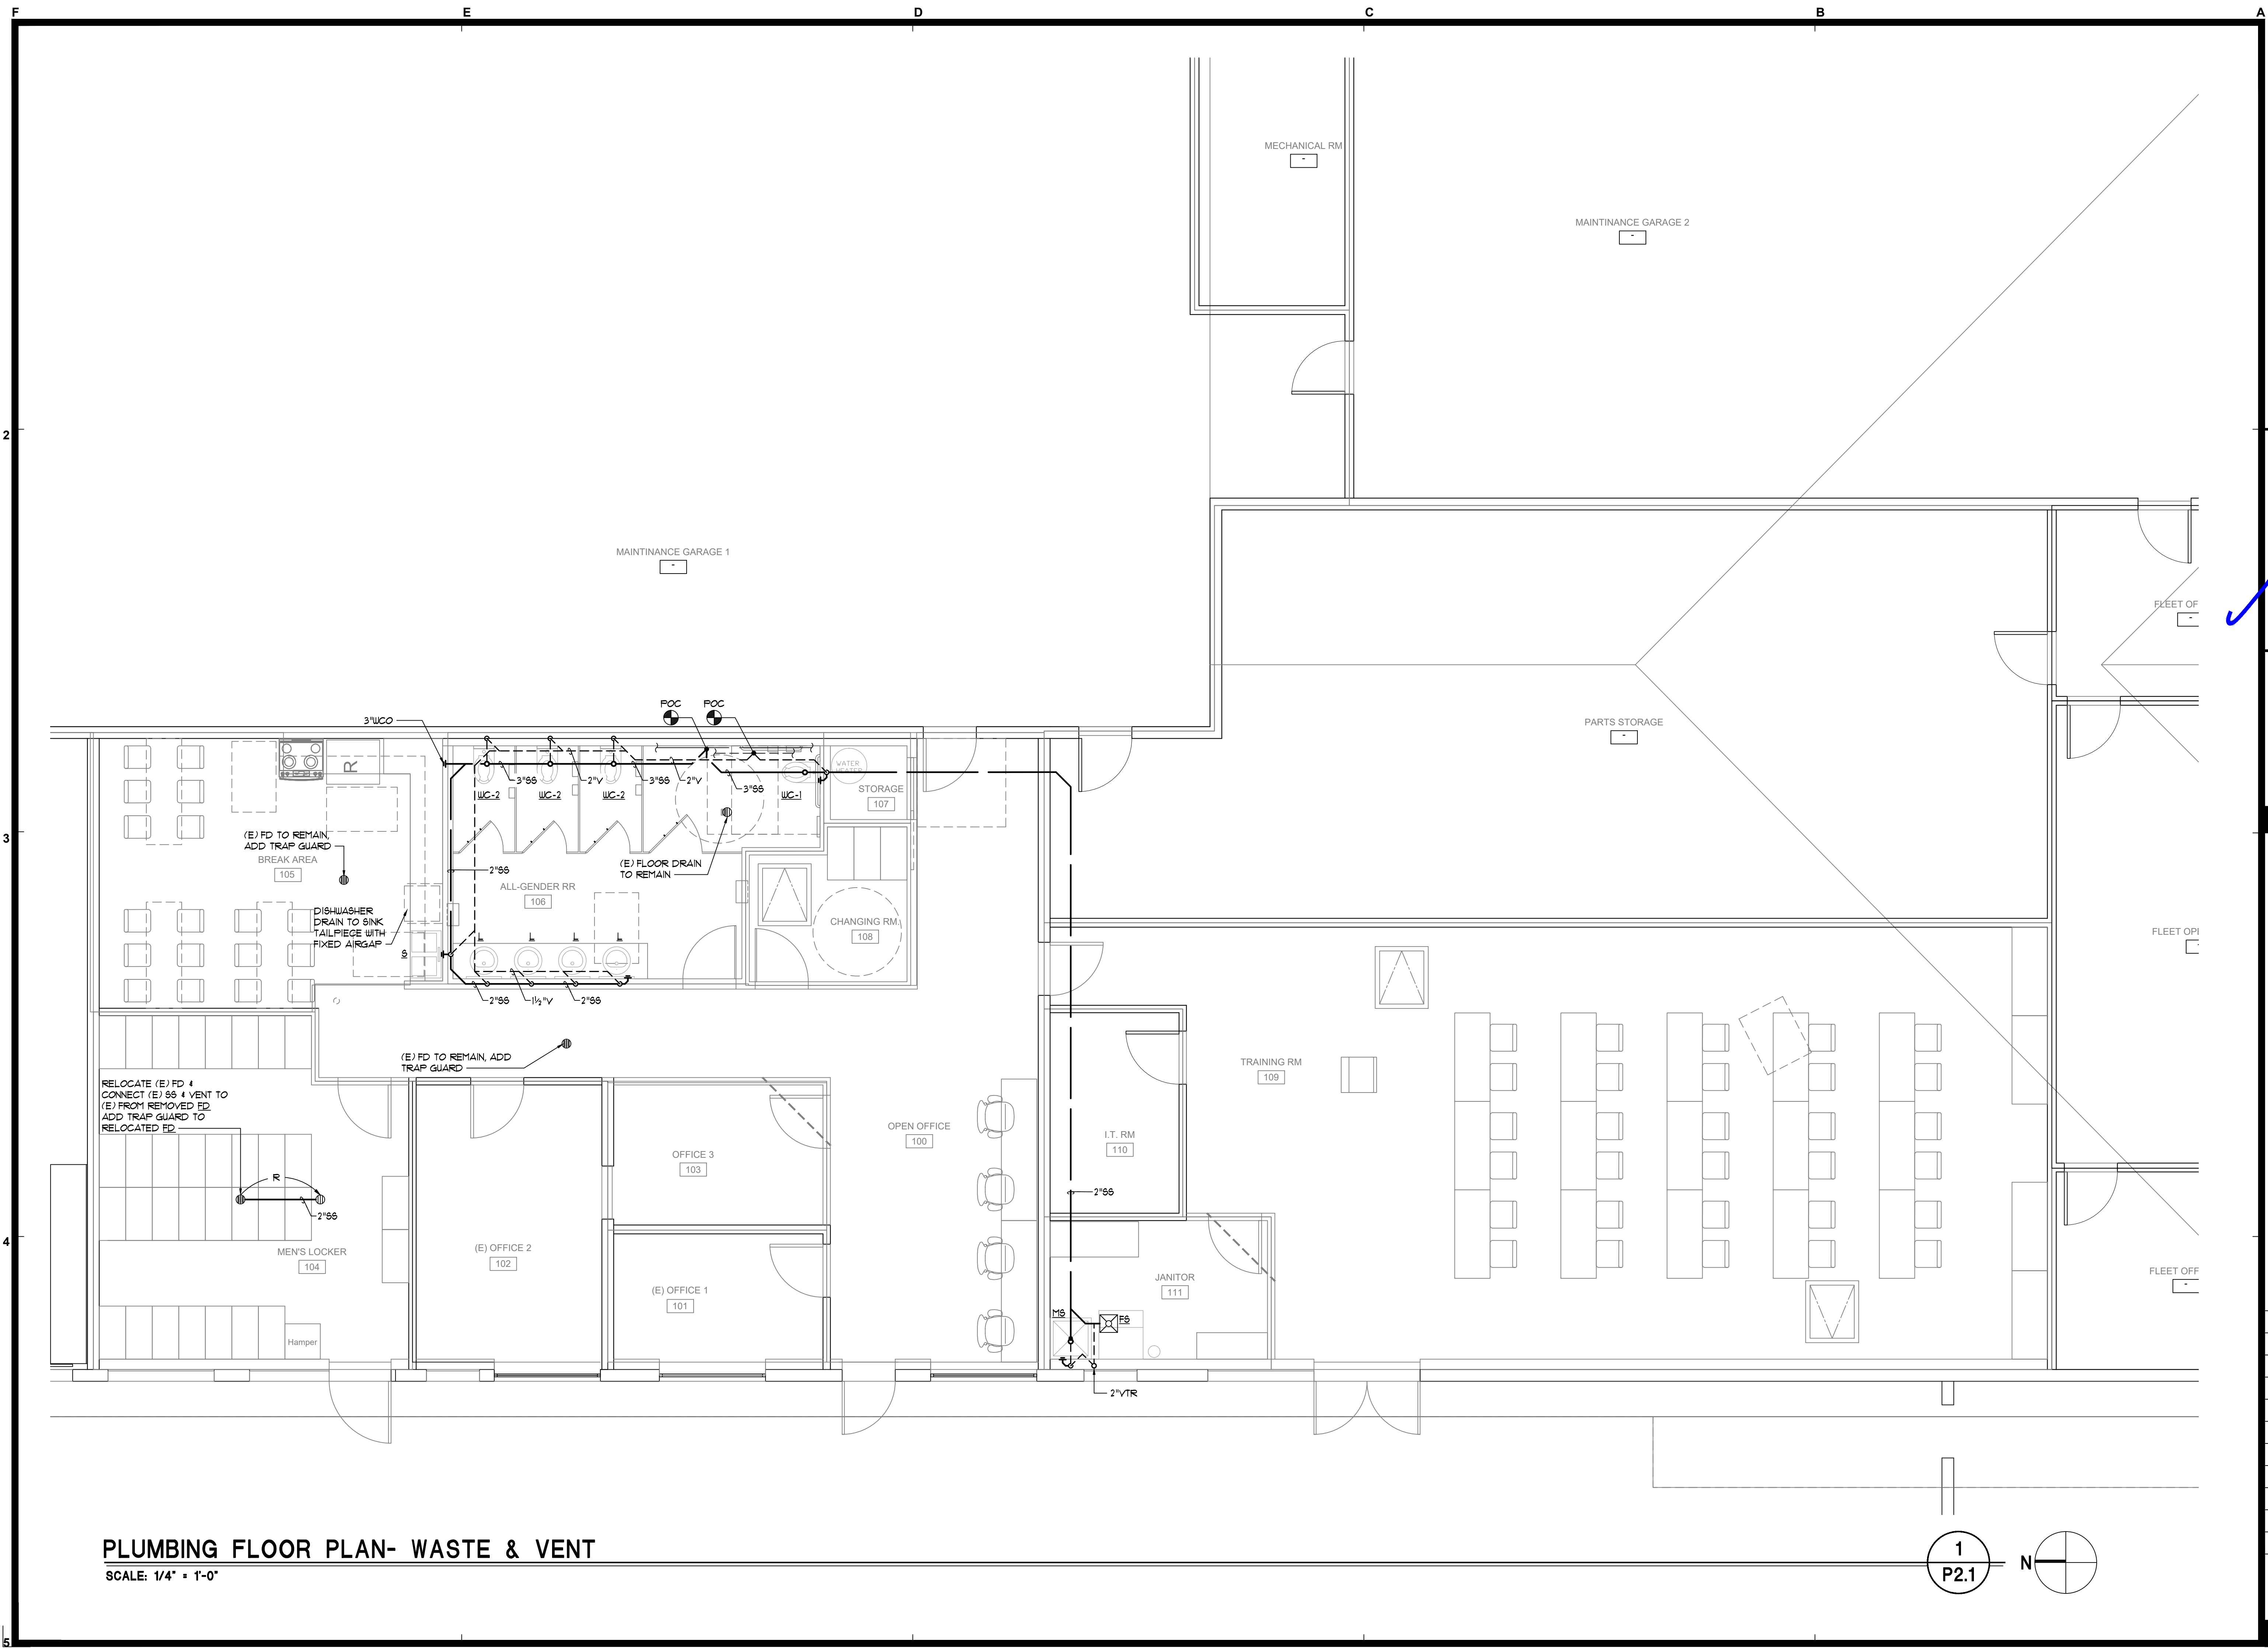 F E D C B A
MECHANICAL RM
-
MAINTINANCE GARAGE 2
-
2
MAINTINANCE GARAGE 1
-
FLEET OF
-
POC POC
3"WCO
PARTS STORAGE
-
R
WATER
HEATER
3"SS 2"V 3"SS 2"V 3"SS
WC-2 WC-2 WC-2 WC-1
STORAGE
107
3
(E) FD TO REMAIN,
ADD TRAP GUARD
BREAK AREA
105
(E) FLOOR DRAIN
TO REMAIN
2"SS
ALL-GENDER RR
106
DISHWASHER
DRAIN TO SINK
TAILPIECE WITH
FIXED AIRGAP
CHANGING RM
108
L L L L
KS
FLEET OPE
2"SS 1½"V 2"SS
(E) FD TO REMAIN, ADD
TRAP GUARD
TRAINING RM
109
RELOCATE (E) FD &
CONNECT (E) SS & VENT TO
(E) FROM REMOVED FD
ADD TRAP GUARD TO
RELOCATED FD
OPEN OFFICE
100
I.T. RM
110
OFFICE 3
103
R
2"SS
2"SS
4
MEN'S LOCKER
104
(E) OFFICE 2
102
(E) OFFICE 1
101
JANITOR
111
FLEET OFF
-
MS
FS
Hamper
2"VTR
PLUMBING FLOOR PLAN- WASTE & VENT
SCALE: 1/4" = 1'-0"
1
P2.1
N
5